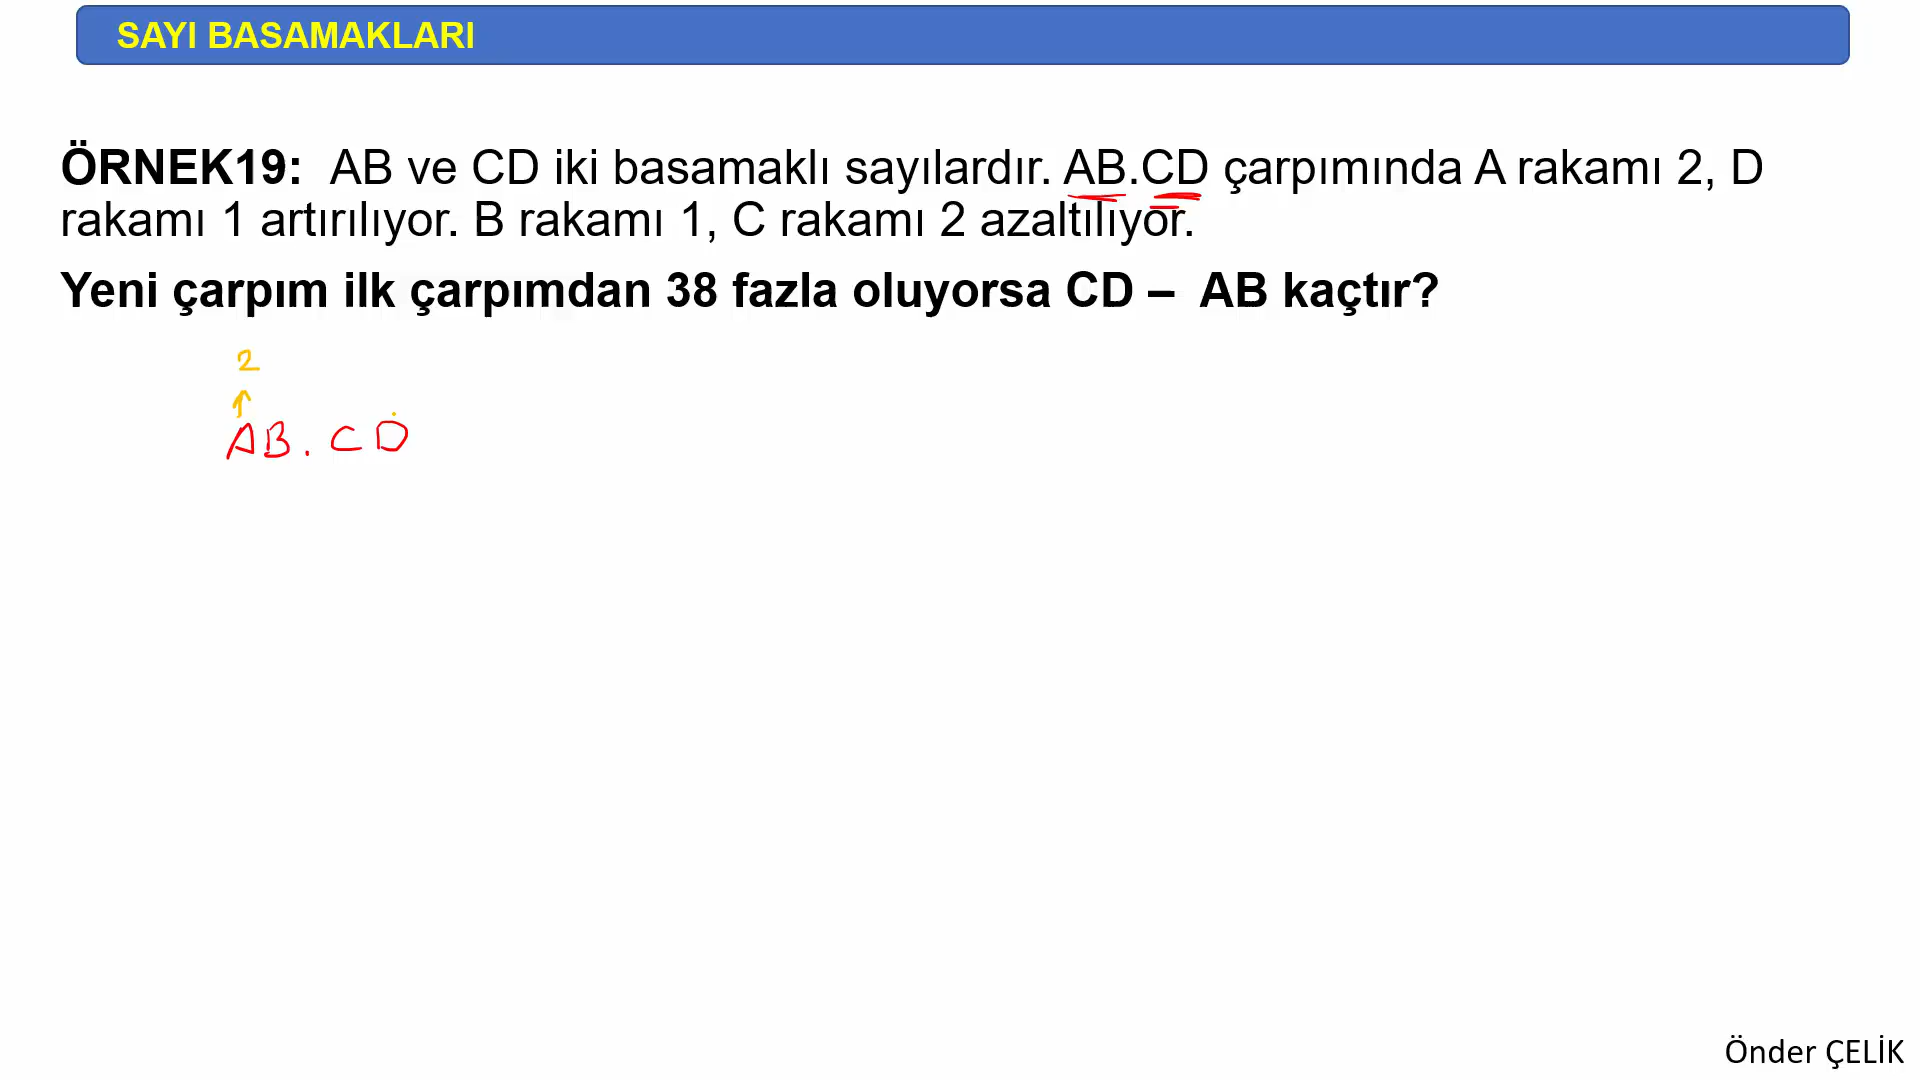 SAYI BASAMAKLARI
ÖRNEK19: AB ve CD iki basamaklı sayılardır. AB.CD çarpımında A rakamı 2, D
rakamı 1 artırılıyor. B rakamı 1, C rakamı 2 azaltılıyor.
Yeni çarpım ilk çarpımdan 38 fazla oluyorsa CD – AB kaçtır?
2
↑
AB. CD
Önder ÇELİK